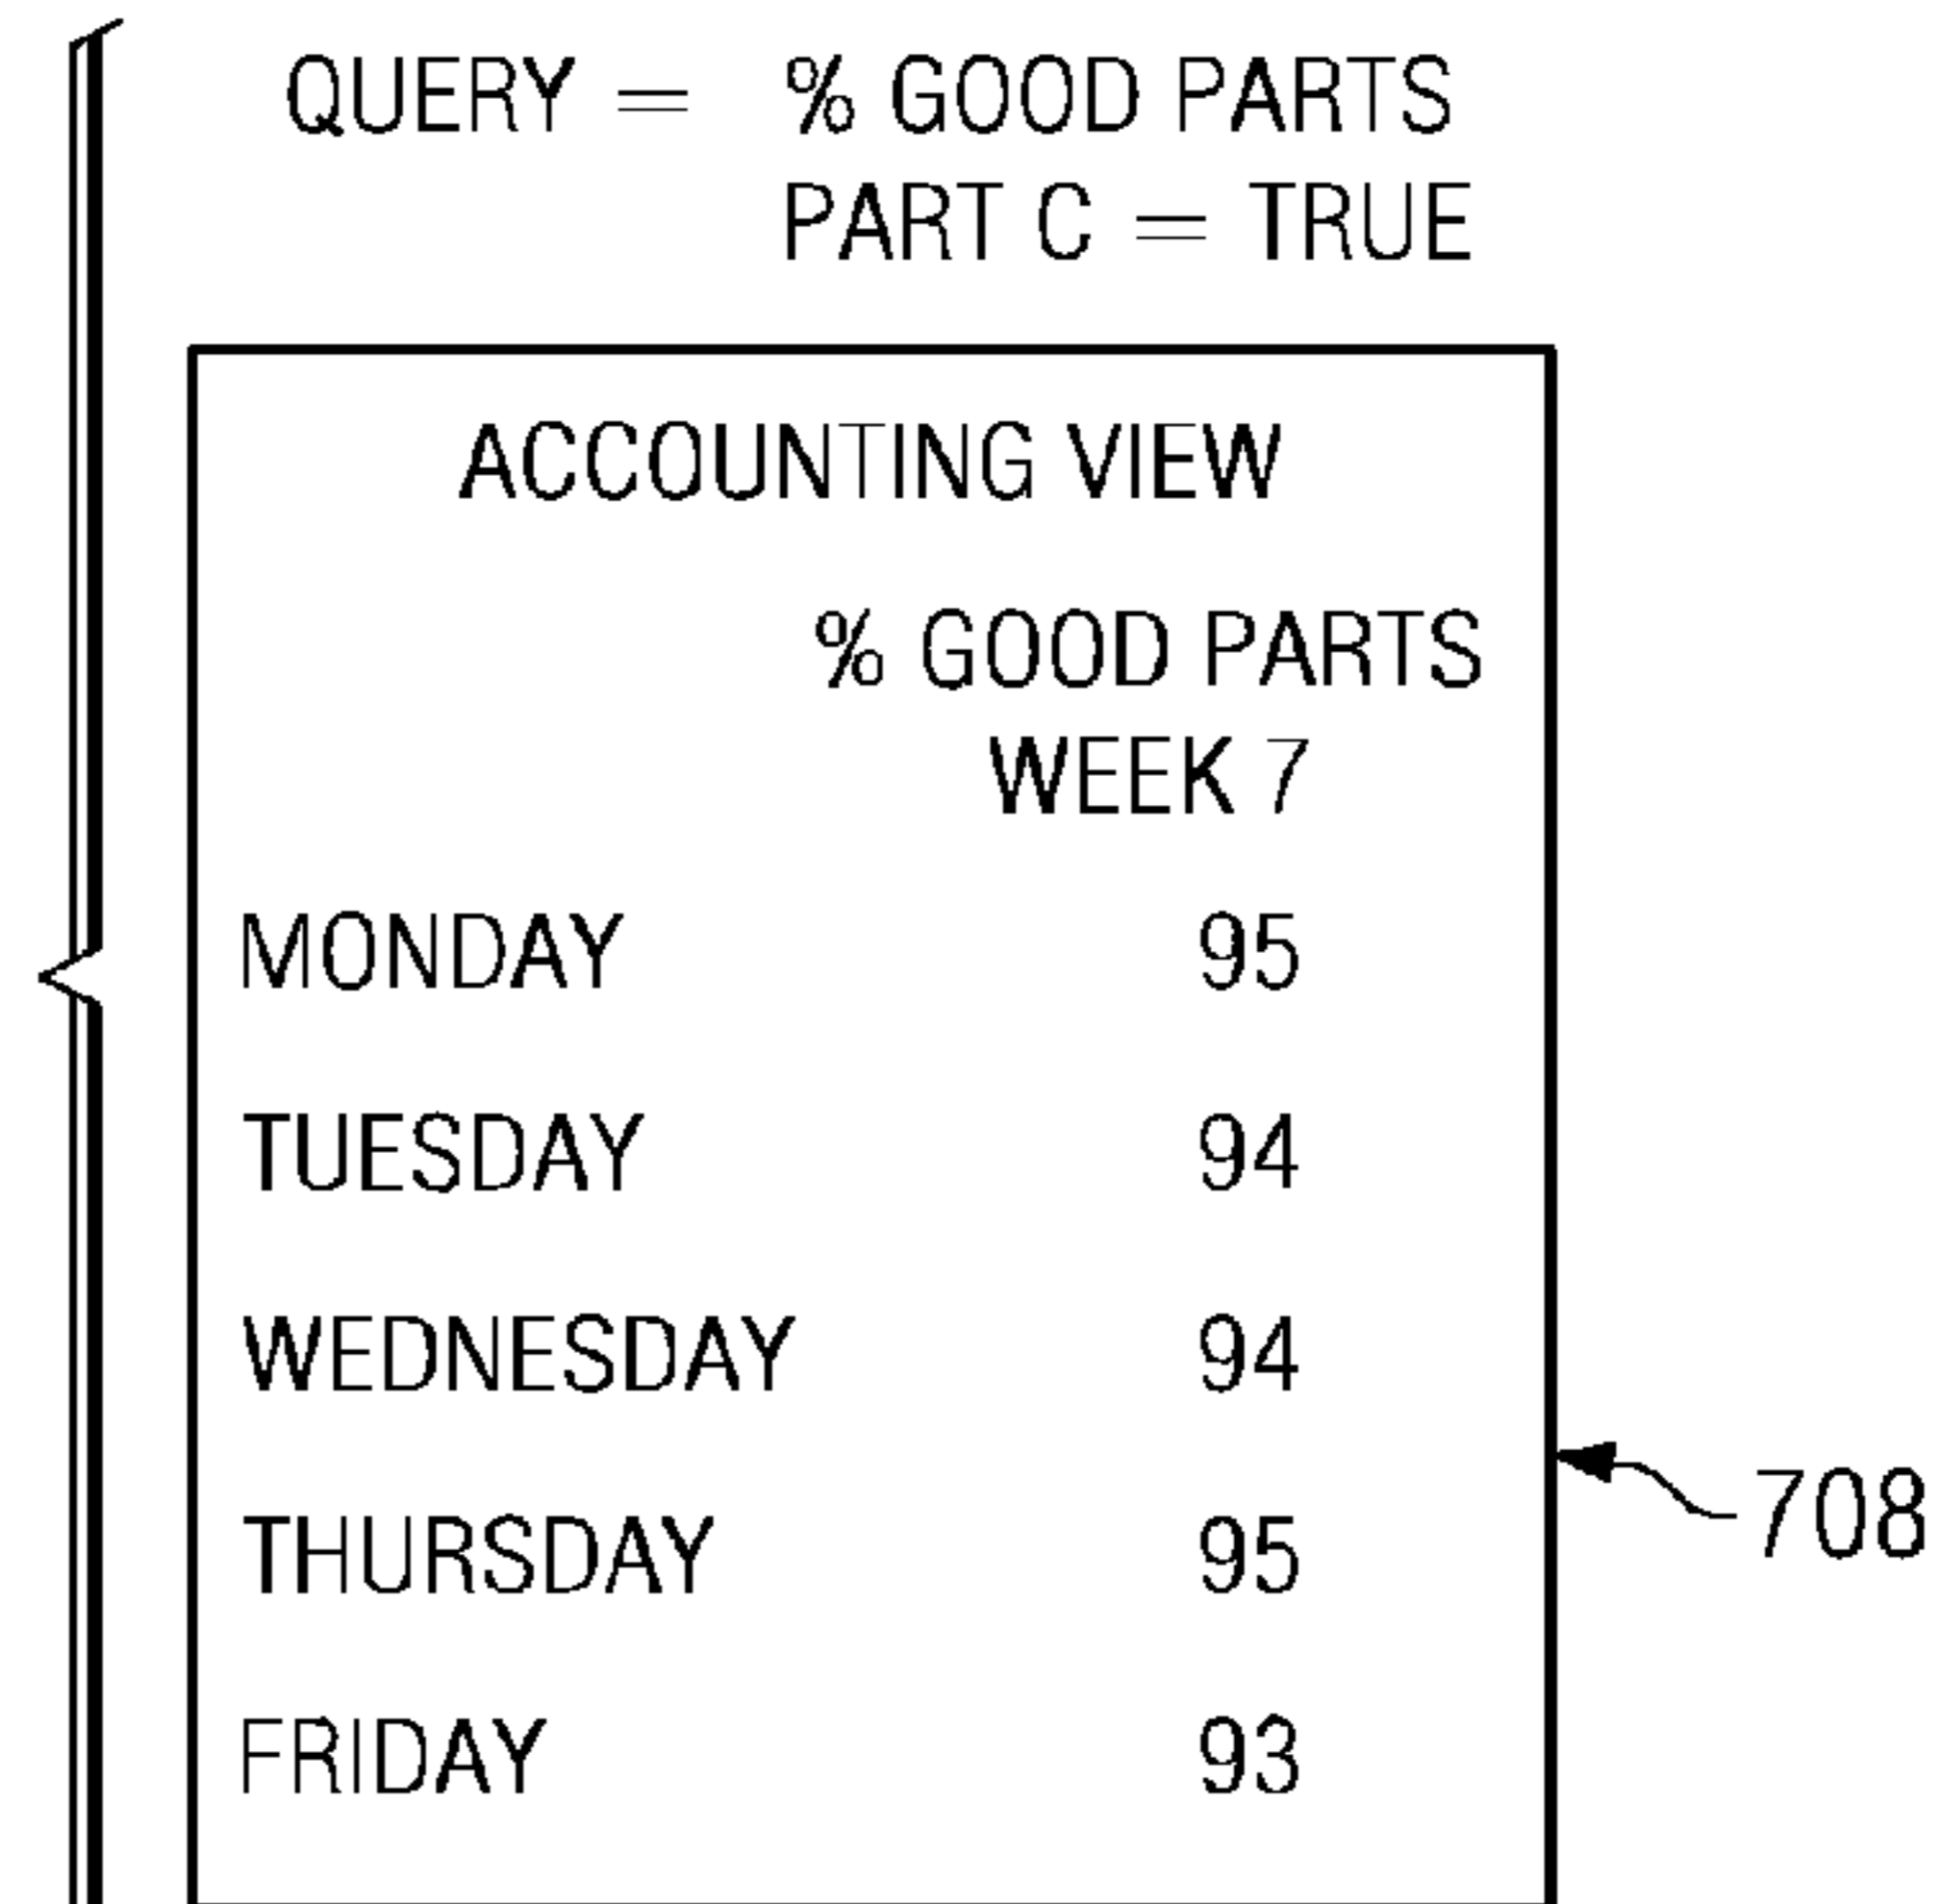 QUERY = % GOOD PARTS
PART C = TRUE
ACCOUNTING VIEW
% GOOD PARTS
WEEK 7
MONDAY 95
TUESDAY 94
WEDNESDAY 94
THURSDAY 95
708
FRIDAY 93